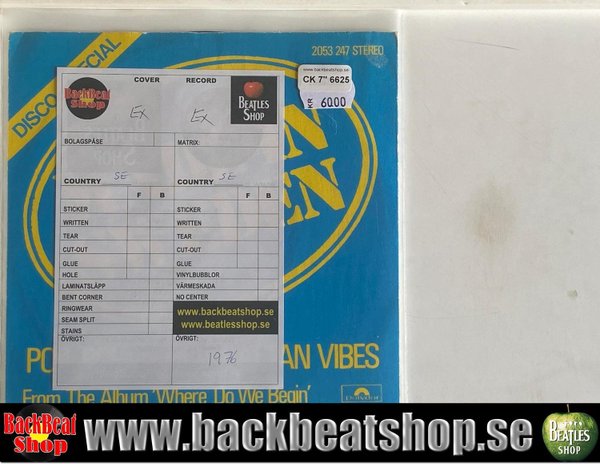 2053 247 STEREO
DISCO SPECIAL
www.backbeatshop.se
CK 7" 6625
KR 60.00
BackBeat Shop
COVER
RECORD
BEATLES SHOP
EX
EX
BOLAGSPÅSE
MATRIX:
COUNTRY SE
COUNTRY SE
F B F B
STICKER STICKER
WRITTEN WRITTEN
TEAR TEAR
CUT-OUT CUT-OUT
GLUE GLUE
HOLE VINYLBUBBLOR
LAMINATSLÄPP VÄRMESKADA
BENT CORNER NO CENTER
RINGWEAR
SEAM SPLIT
STAINS
www.backbeatshop.se
www.beatlesshop.se
ÖVRIGT: ÖVRIGT:
1976
VIBES
From The Album 'Where Do We Begin'
polydor
BackBeat Shop
www.backbeatshop.se
BEATLES SHOP